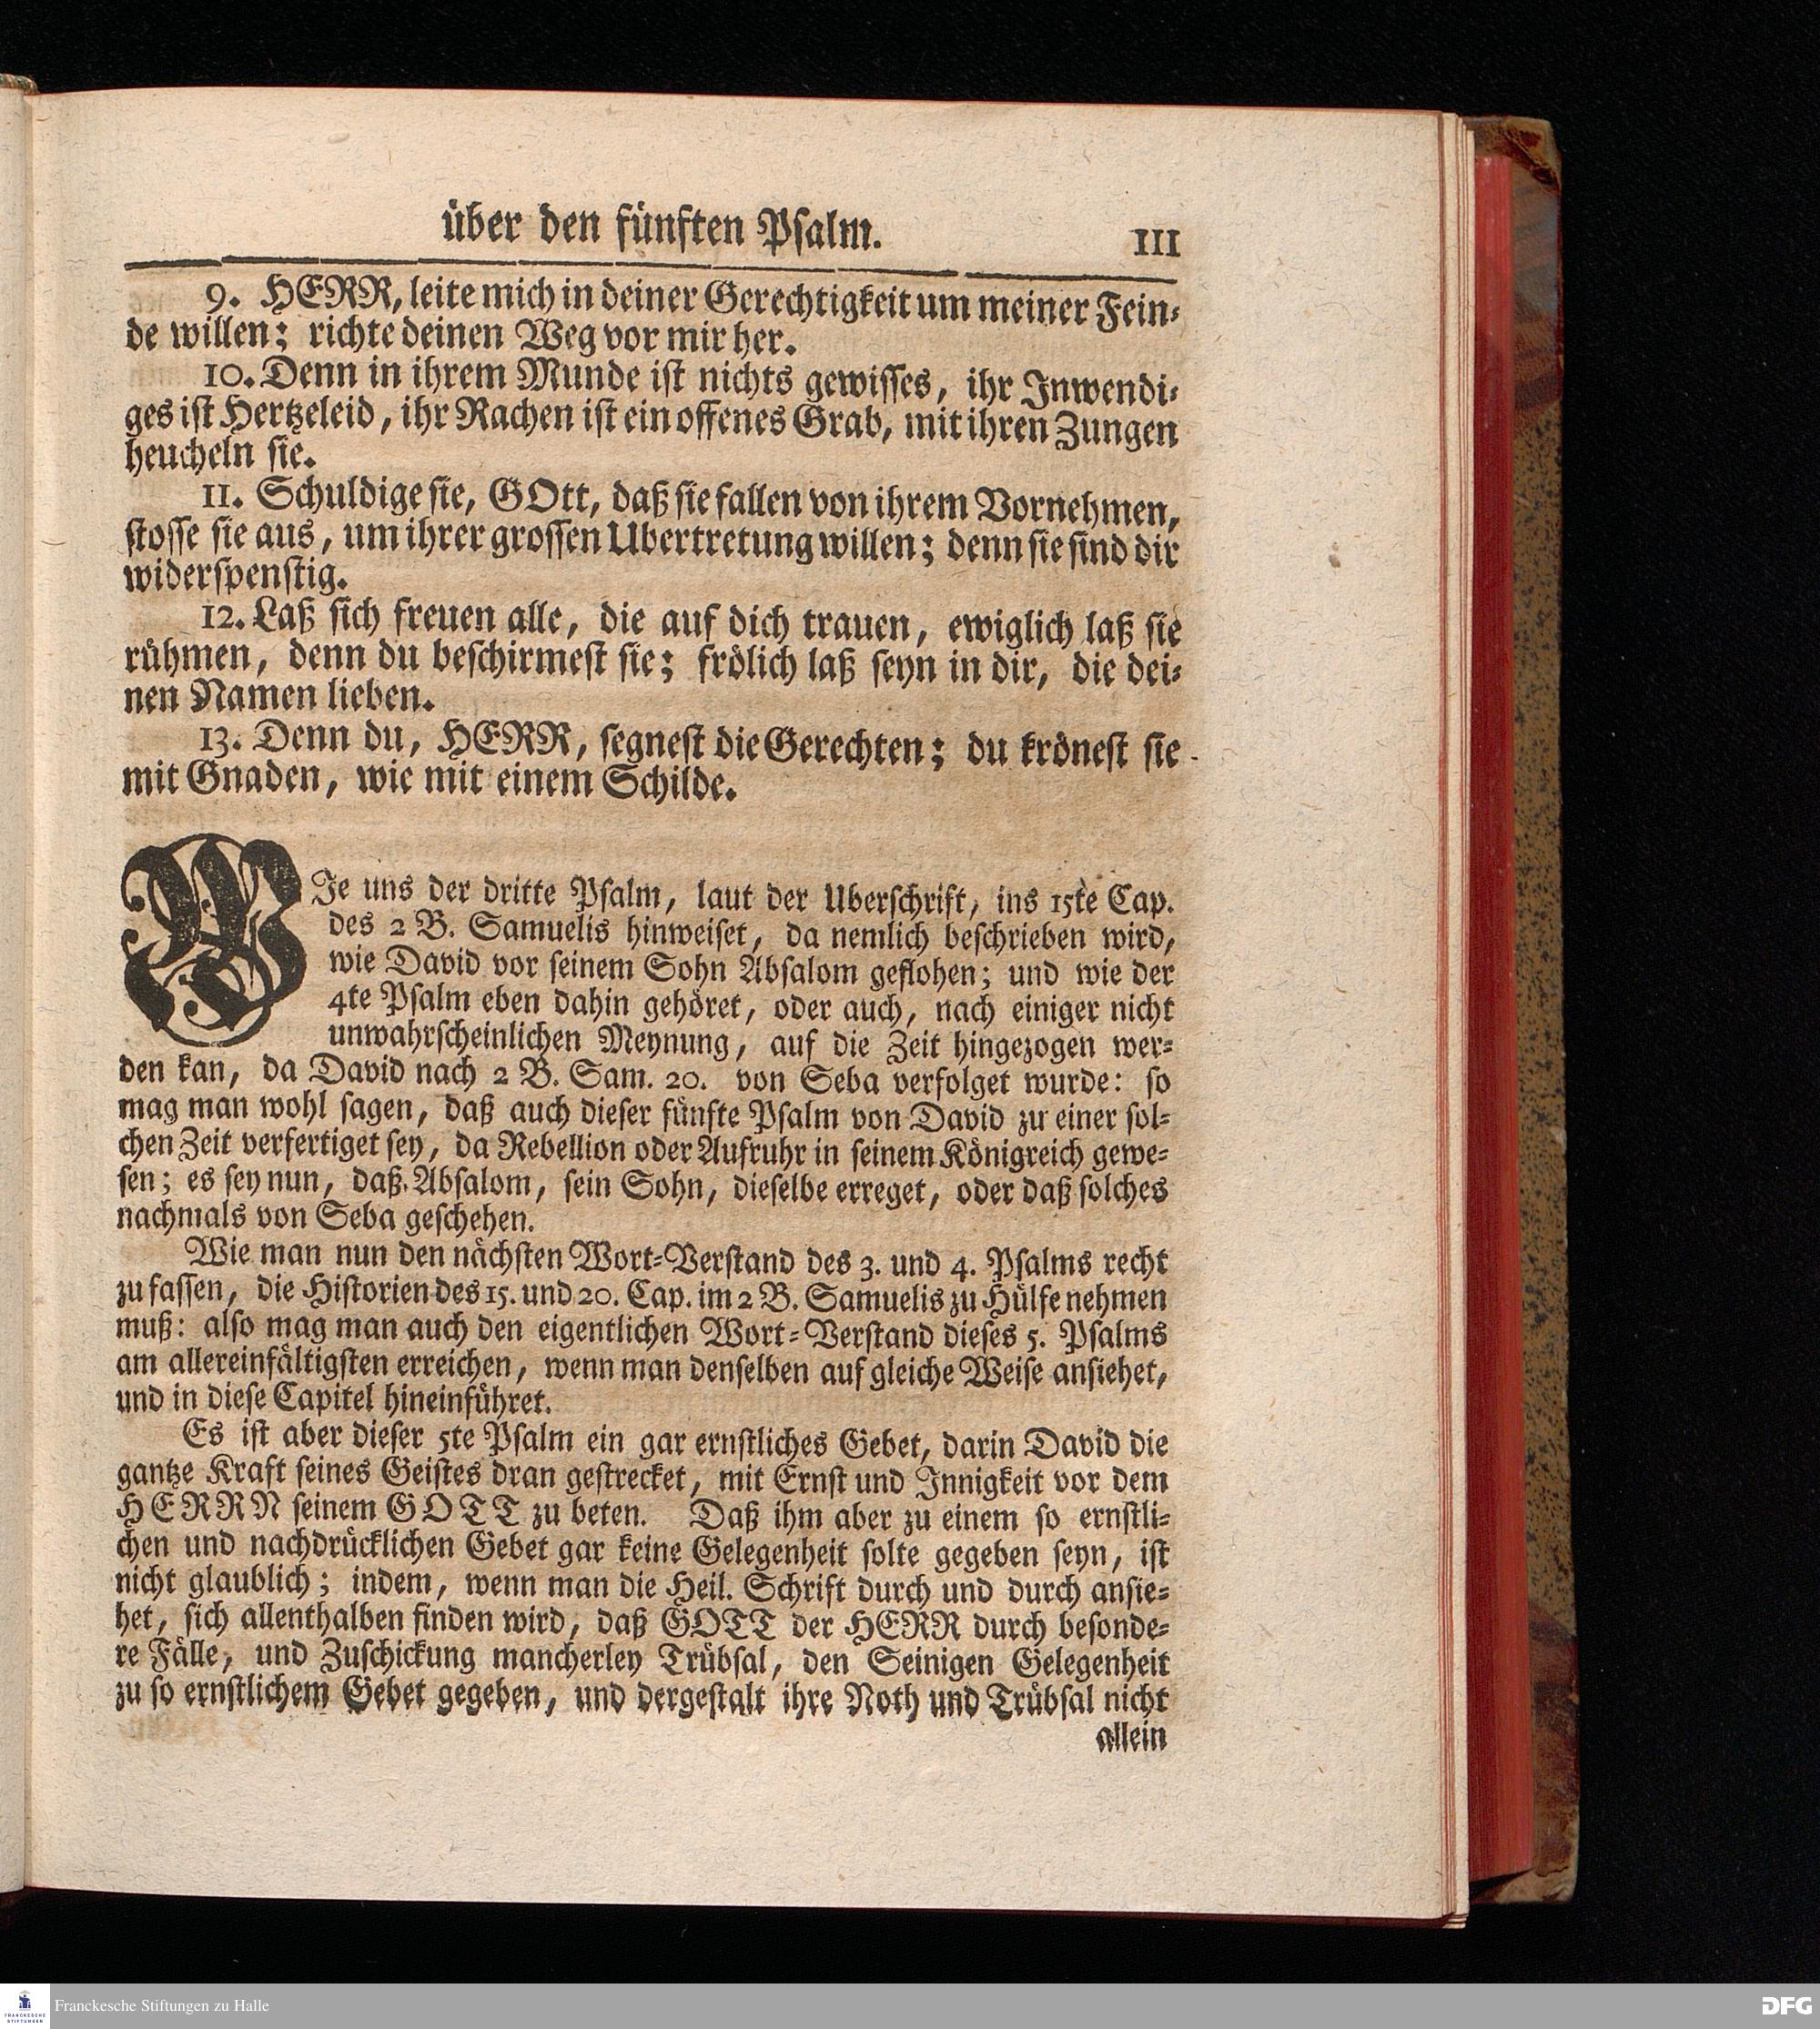 über den fünften Psalm. 111
9. HERR, leite mich in deiner Gerechtigkeit um meiner Fein-
de willen; richte deinen Weg vor mir her.
10. Denn in ihrem Munde ist nichts gewisses, ihr Inwendi-
ges ist Hertzeleid, ihr Rachen ist ein offenes Grab, mit ihren Zungen
heucheln sie.
11. Schuldige sie, GOtt, daß sie fallen von ihrem Vornehmen,
stosse sie aus, um ihrer grossen Ubertretung willen; denn sie sind dir
widerspenstig.
12. Laß sich freuen alle, die auf dich trauen, ewiglich laß sie
rühmen, denn du beschirmest sie; frölich laß seyn in dir, die dei-
nen Namen lieben.
13. Denn du, HERR, segnest die Gerechten; du krönest sie
mit Gnaden, wie mit einem Schilde.
WIe uns der dritte Psalm, laut der Uberschrift, ins 15te Cap.
des 2 B. Samuelis hinweiset, da nemlich beschrieben wird,
wie David vor seinem Sohn Absalom geflohen; und wie der
4te Psalm eben dahin gehöret, oder auch, nach einiger nicht
unwahrscheinlichen Meynung, auf die Zeit hingezogen wer-
den kan, da David nach 2 B. Sam. 20. von Seba verfolget wurde: so
mag man wohl sagen, daß auch dieser fünfte Psalm von David zu einer sol-
chen Zeit verfertiget sey, da Rebellion oder Aufruhr in seinem Königreich gewe-
sen; es sey nun, daß Absalom, sein Sohn, dieselbe erreget, oder daß solches
nachmals von Seba geschehen.
Wie man nun den nächsten Wort-Verstand des 3. und 4. Psalms recht
zu fassen, die Historien des 15. und 20. Cap. im 2 B. Samuelis zu Hülfe nehmen
muß: also mag man auch den eigentlichen Wort-Verstand dieses 5. Psalms
am allereinfältigsten erreichen, wenn man denselben auf gleiche Weise ansiehet,
und in diese Capitel hineinführet.
Es ist aber dieser 5te Psalm ein gar ernstliches Gebet, darin David die
gantze Kraft seines Geistes dran gestrecket, mit Ernst und Innigkeit vor dem
HERRN seinem GOTT zu beten. Daß ihm aber zu einem so ernstli-
chen und nachdrücklichen Gebet gar keine Gelegenheit solte gegeben seyn, ist
nicht glaublich; indem, wenn man die Heil. Schrift durch und durch ansie-
het, sich allenthalben finden wird, daß GOTT der HERR durch besonde-
re Fälle, und Zuschickung mancherley Trübsal, den Seinigen Gelegenheit
zu so ernstlichem Gebet gegeben, und dergestalt ihre Noth und Trübsal nicht
allein
FRANCKESCHE
STIFTUNGEN
Franckesche Stiftungen zu Halle
DFG